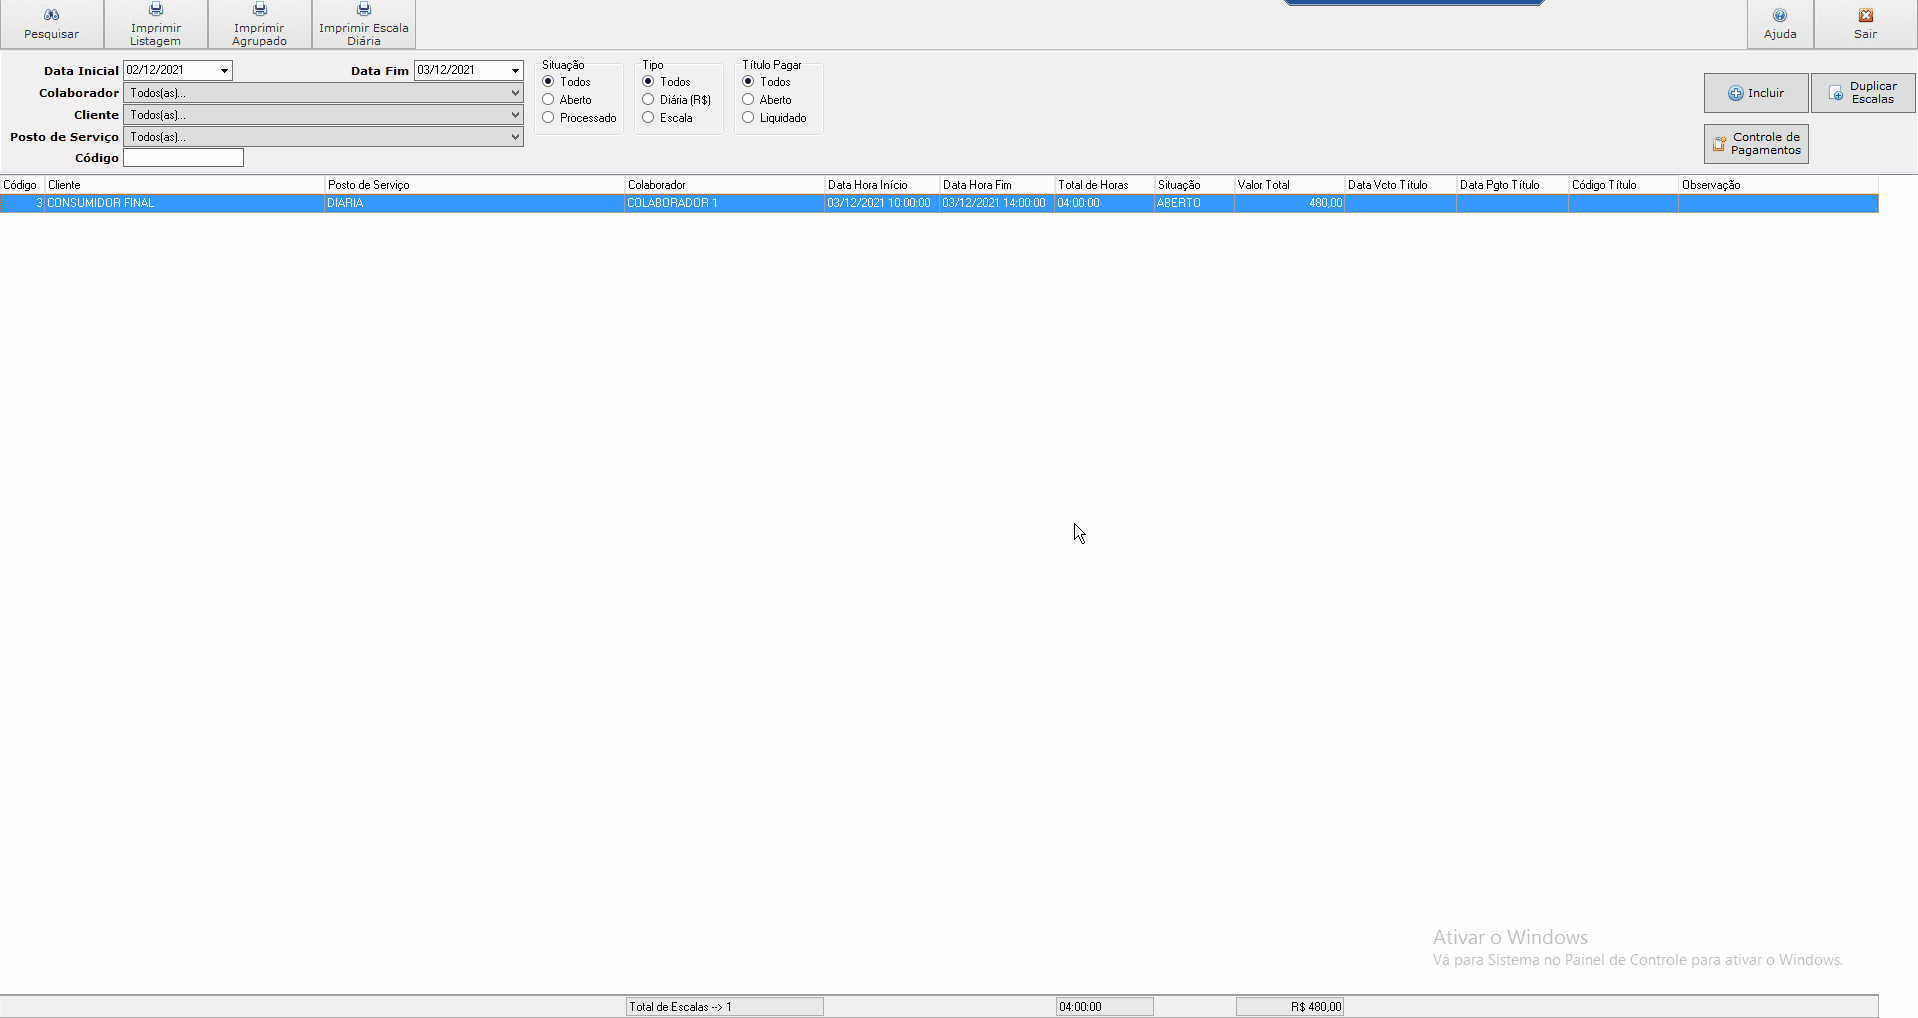 Pesquisar
Imprimir
Listagem
Imprimir
Agrupado
Imprimir Escala
Diária
Ajuda
Sair
Data Inicial 02/12/2021 Data Fim 03/12/2021
Colaborador Todos(as)...
Cliente Todos(as)...
Posto de Serviço Todos(as)...
Código
Situação
Todos
Aberto
Processado
Tipo
Todos
Diária (R$)
Escala
Título Pagar
Todos
Aberto
Liquidado
Incluir
Duplicar
Escalas
Controle de
Pagamentos
Código Cliente Posto de Serviço Colaborador Data Hora Início Data Hora Fim Total de Horas Situação Valor Total Data Vcto Título Data Pgto Título Código Título Observação
3 CONSUMIDOR FINAL DIARIA COLABORADOR 1 03/12/2021 10:00:00 03/12/2021 14:00:00 04:00:00 ABERTO 480,00
Ativar o Windows
Vá para Sistema no Painel de Controle para ativar o Windows.
Total de Escalas --> 1 04:00:00 R$ 480,00